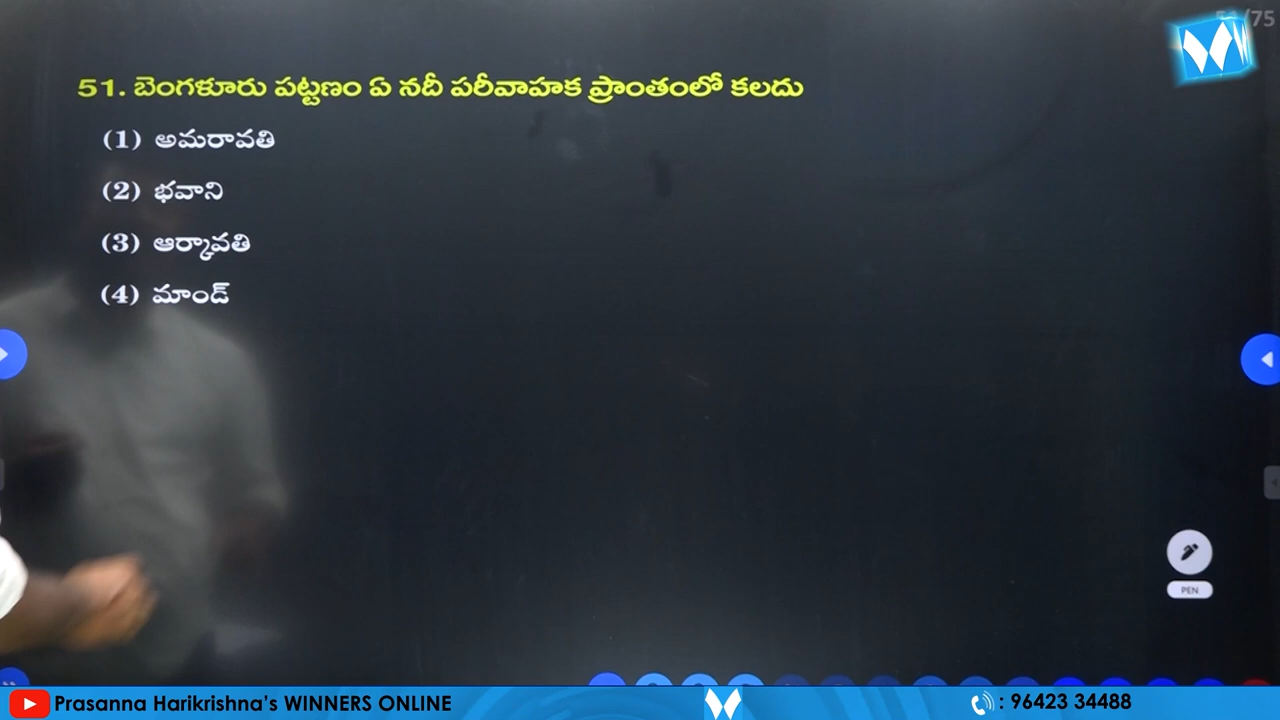 51. బెంగళూరు పట్టణం ఏ నదీ పరీవాహక ప్రాంతంలో కలదు
(1) అమరావతి
(2) భవాని
(3) ఆర్కావతి
(4) మాండ్
PEN
Prasanna Harikrishna's WINNERS ONLINE
: 96423 34488